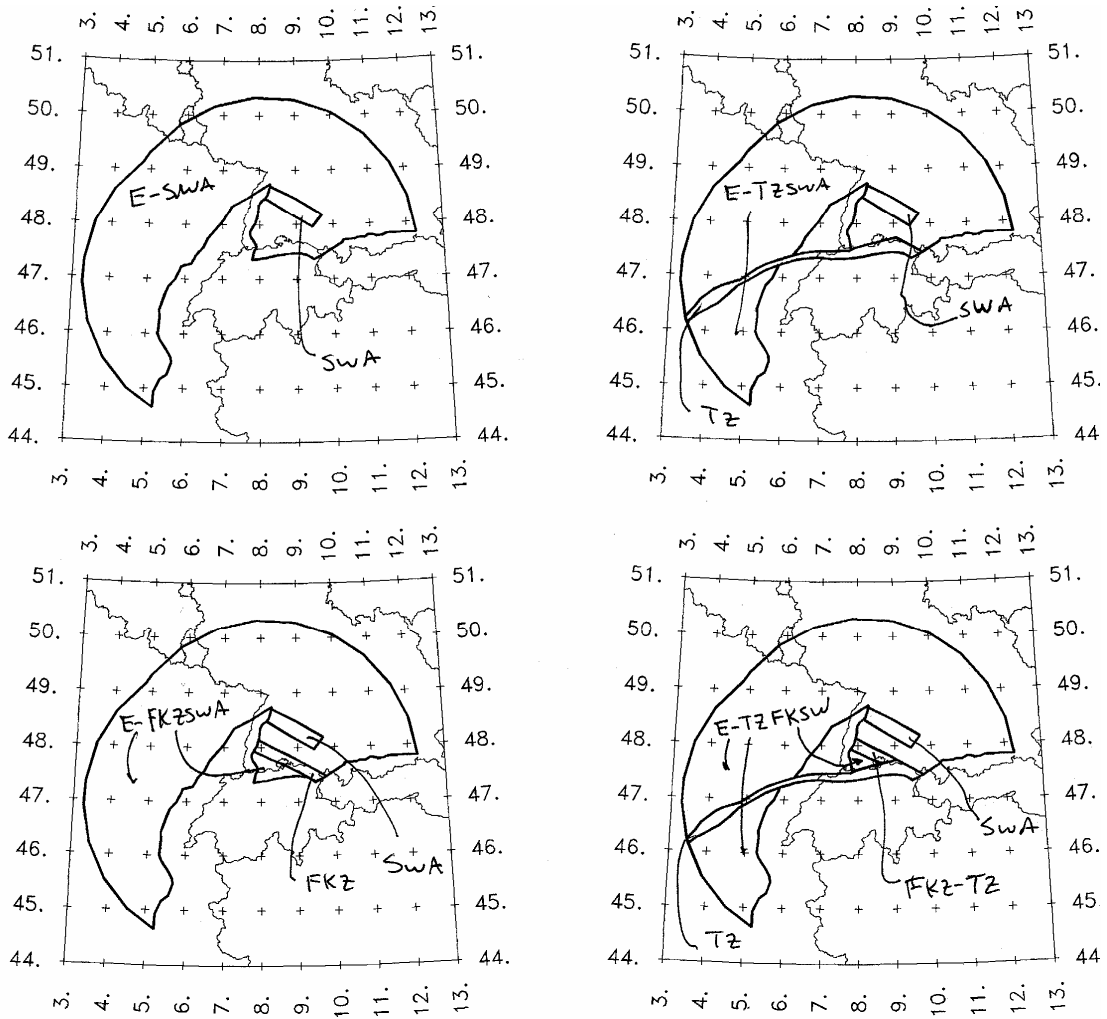 3. 4. 5. 6. 7. 8. 9. 10. 11. 12. 13.
51. 51.
50. 50.
49. 49.
E-SWA
48. 48.
47. 47.
46. 46.
SWA
45. 45.
44. 44.
3. 4. 5. 6. 7. 8. 9. 10. 11. 12. 13.
3. 4. 5. 6. 7. 8. 9. 10. 11. 12. 13.
51. 51.
50. 50.
49. 49.
E-TZSWA
48. 48.
47. 47.
SWA
46. 46.
45. 45.
TZ
44. 44.
3. 4. 5. 6. 7. 8. 9. 10. 11. 12. 13.
3. 4. 5. 6. 7. 8. 9. 10. 11. 12. 13.
51. 51.
50. 50.
49. 49.
E-FKZSWA
48. 48.
47. 47.
46. 46.
SWA
FKZ
45. 45.
44. 44.
3. 4. 5. 6. 7. 8. 9. 10. 11. 12. 13.
3. 4. 5. 6. 7. 8. 9. 10. 11. 12. 13.
51. 51.
50. 50.
49. 49.
E-TZFKSW
48. 48.
47. 47.
SWA
46. 46.
FKZ-TZ
45. 45.
TZ
44. 44.
3. 4. 5. 6. 7. 8. 9. 10. 11. 12. 13.